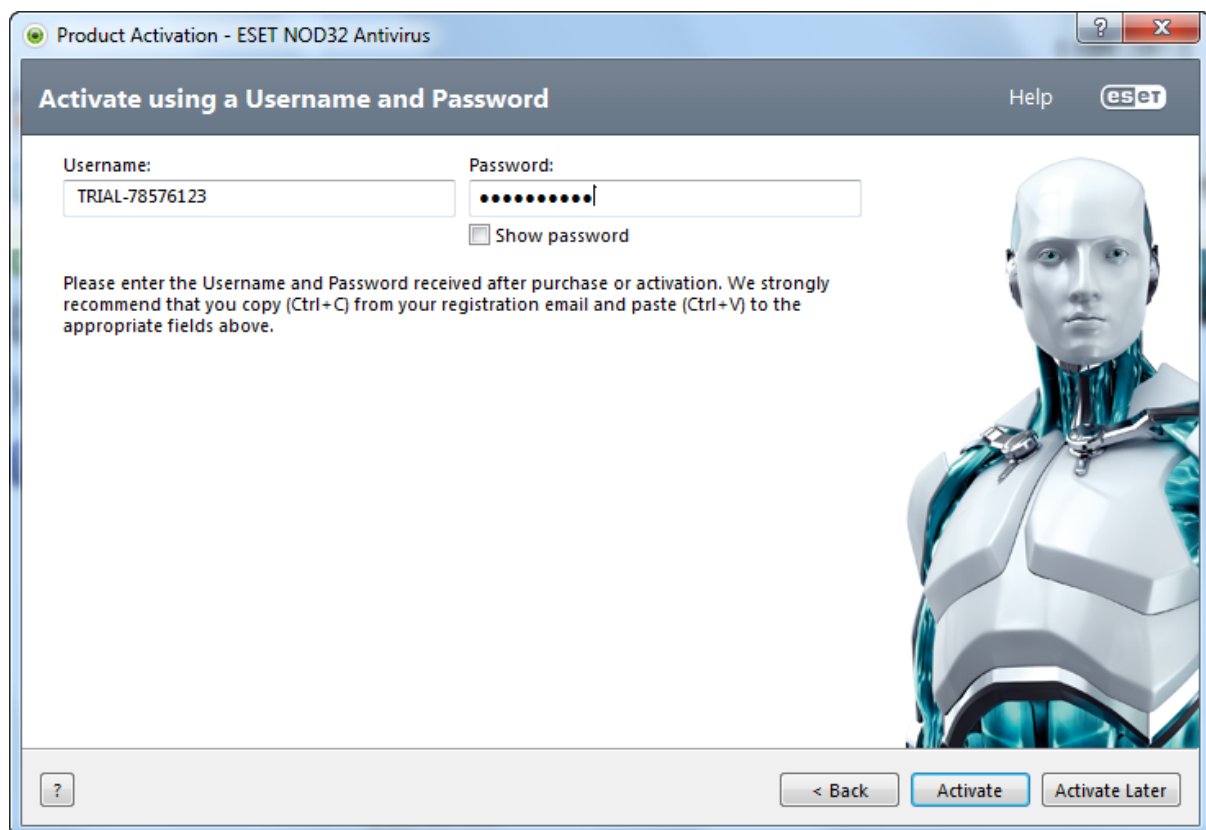 Product Activation - ESET NOD32 Antivirus
? X
Activate using a Username and Password
Help
eseT
Username:
Password:
TRIAL-78576123
••••••••••
Show password
Please enter the Username and Password received after purchase or activation. We strongly
recommend that you copy (Ctrl+C) from your registration email and paste (Ctrl+V) to the
appropriate fields above.
?
< Back
Activate
Activate Later